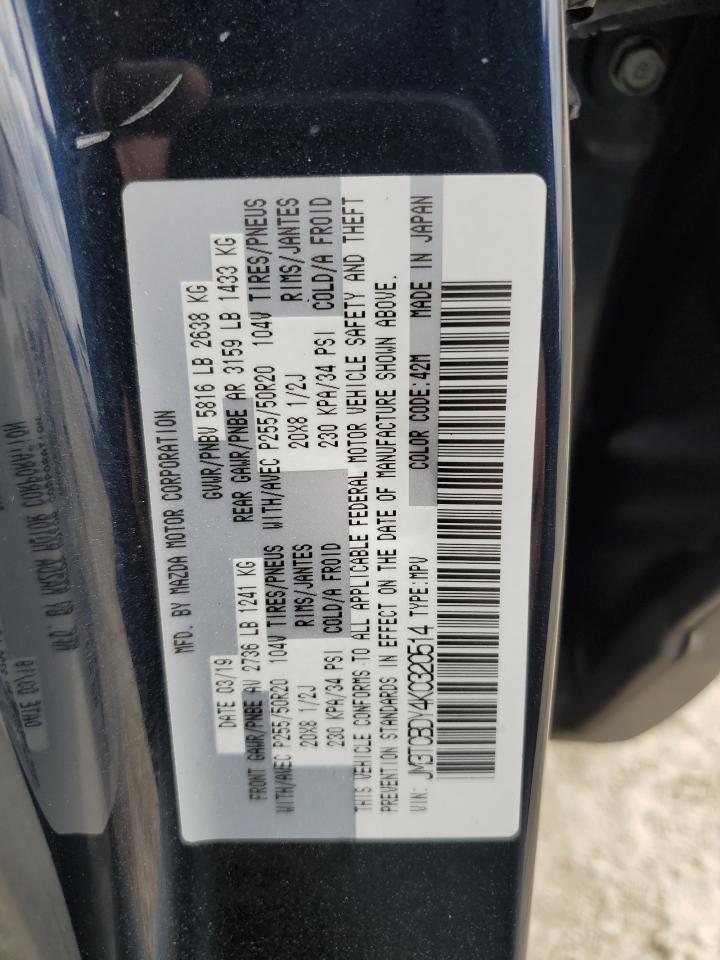 MFD. BY MAZDA MOTOR CORPORATION
DATE 03/19 GVWR/PNBV 5816 LB 2638 KG
FRONT GAWR/PNBE AV 2736 LB 1241 KG REAR GAWR/PNBE AR 3159 LB 1433 KG
WITH/AVEC P255/50R20 104V TIRES/PNEUS WITH/AVEC P255/50R20 104V TIRES/PNEUS
20X8 1/2J RIMS/JANTES 20X8 1/2J RIMS/JANTES
230 KPA/34 PSI COLD/A FROID 230 KPA/34 PSI COLD/A FROID
THIS VEHICLE CONFORMS TO ALL APPLICABLE FEDERAL MOTOR VEHICLE SAFETY AND THEFT
PREVENTION STANDARDS IN EFFECT ON THE DATE OF MANUFACTURE SHOWN ABOVE.
VIN: JM3TCBDY4K0320514 TYPE:MPV COLOR CODE:42M MADE IN JAPAN